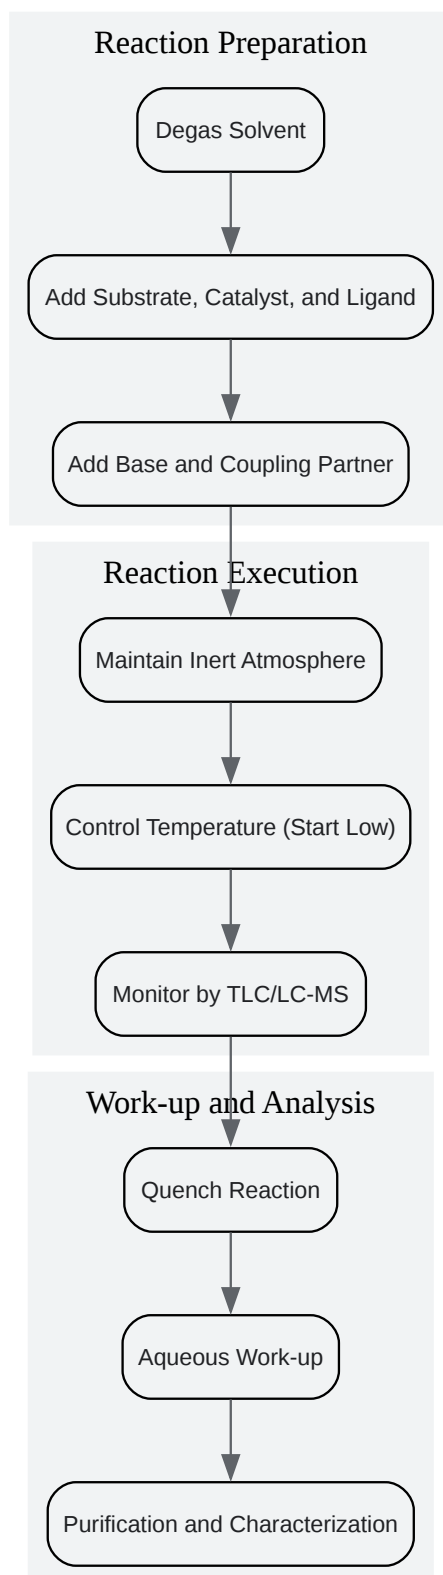 Reaction Preparation
Degas Solvent
Add Substrate, Catalyst, and Ligand
Add Base and Coupling Partner
Reaction Execution
Maintain Inert Atmosphere
Control Temperature (Start Low)
Monitor by TLC/LC-MS
Work-up and Analysis
Quench Reaction
Aqueous Work-up
Purification and Characterization